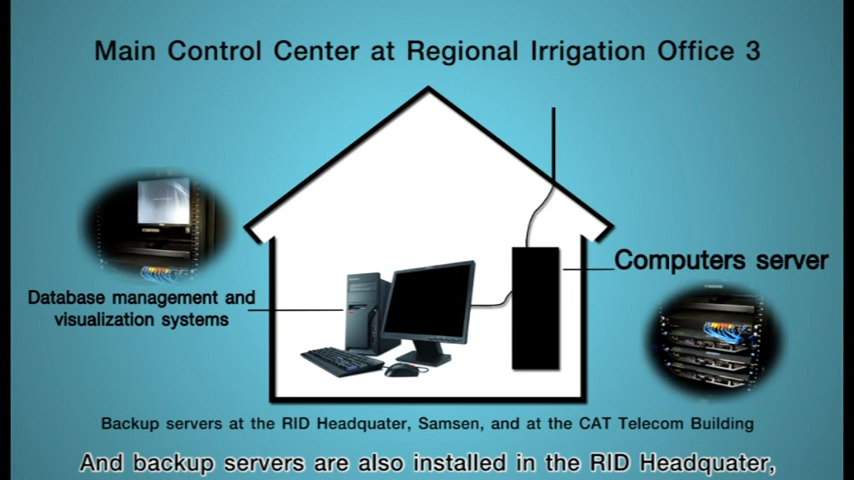 Main Control Center at Regional Irrigation Office 3
Computers server
Database management and
visualization systems
Backup servers at the RID Headquater, Samsen, and at the CAT Telecom Building
And backup servers are also installed in the RID Headquater,